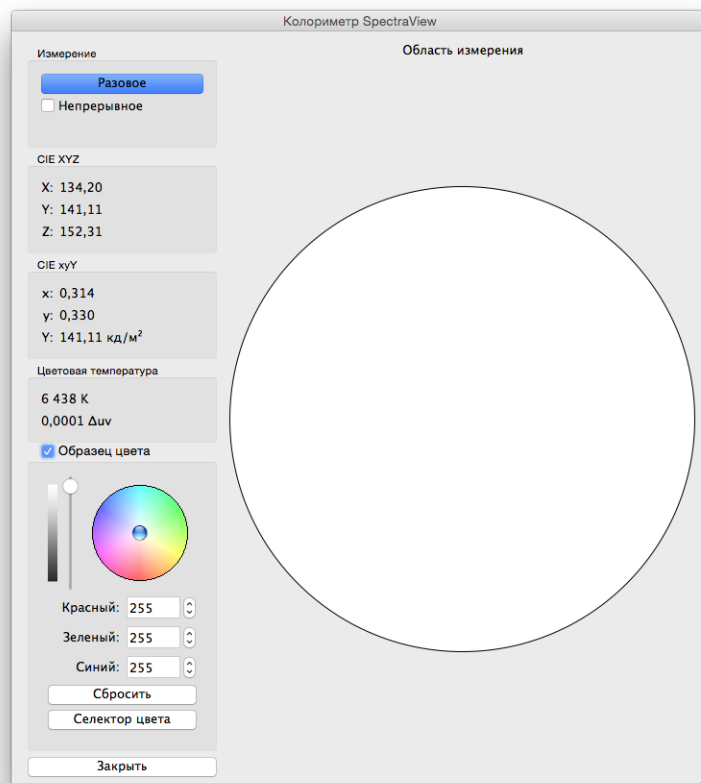 Колориметр SpectraView
Измерение
Разовое
Непрерывное
CIE XYZ
X: 134,20
Y: 141,11
Z: 152,31
CIE xyY
x: 0,314
y: 0,330
Y: 141,11 кд/м²
Цветовая температура
6 438 K
0,0001 Δuv
Образец цвета
Красный: 255
Зеленый: 255
Синий: 255
Сбросить
Селектор цвета
Закрыть
Область измерения